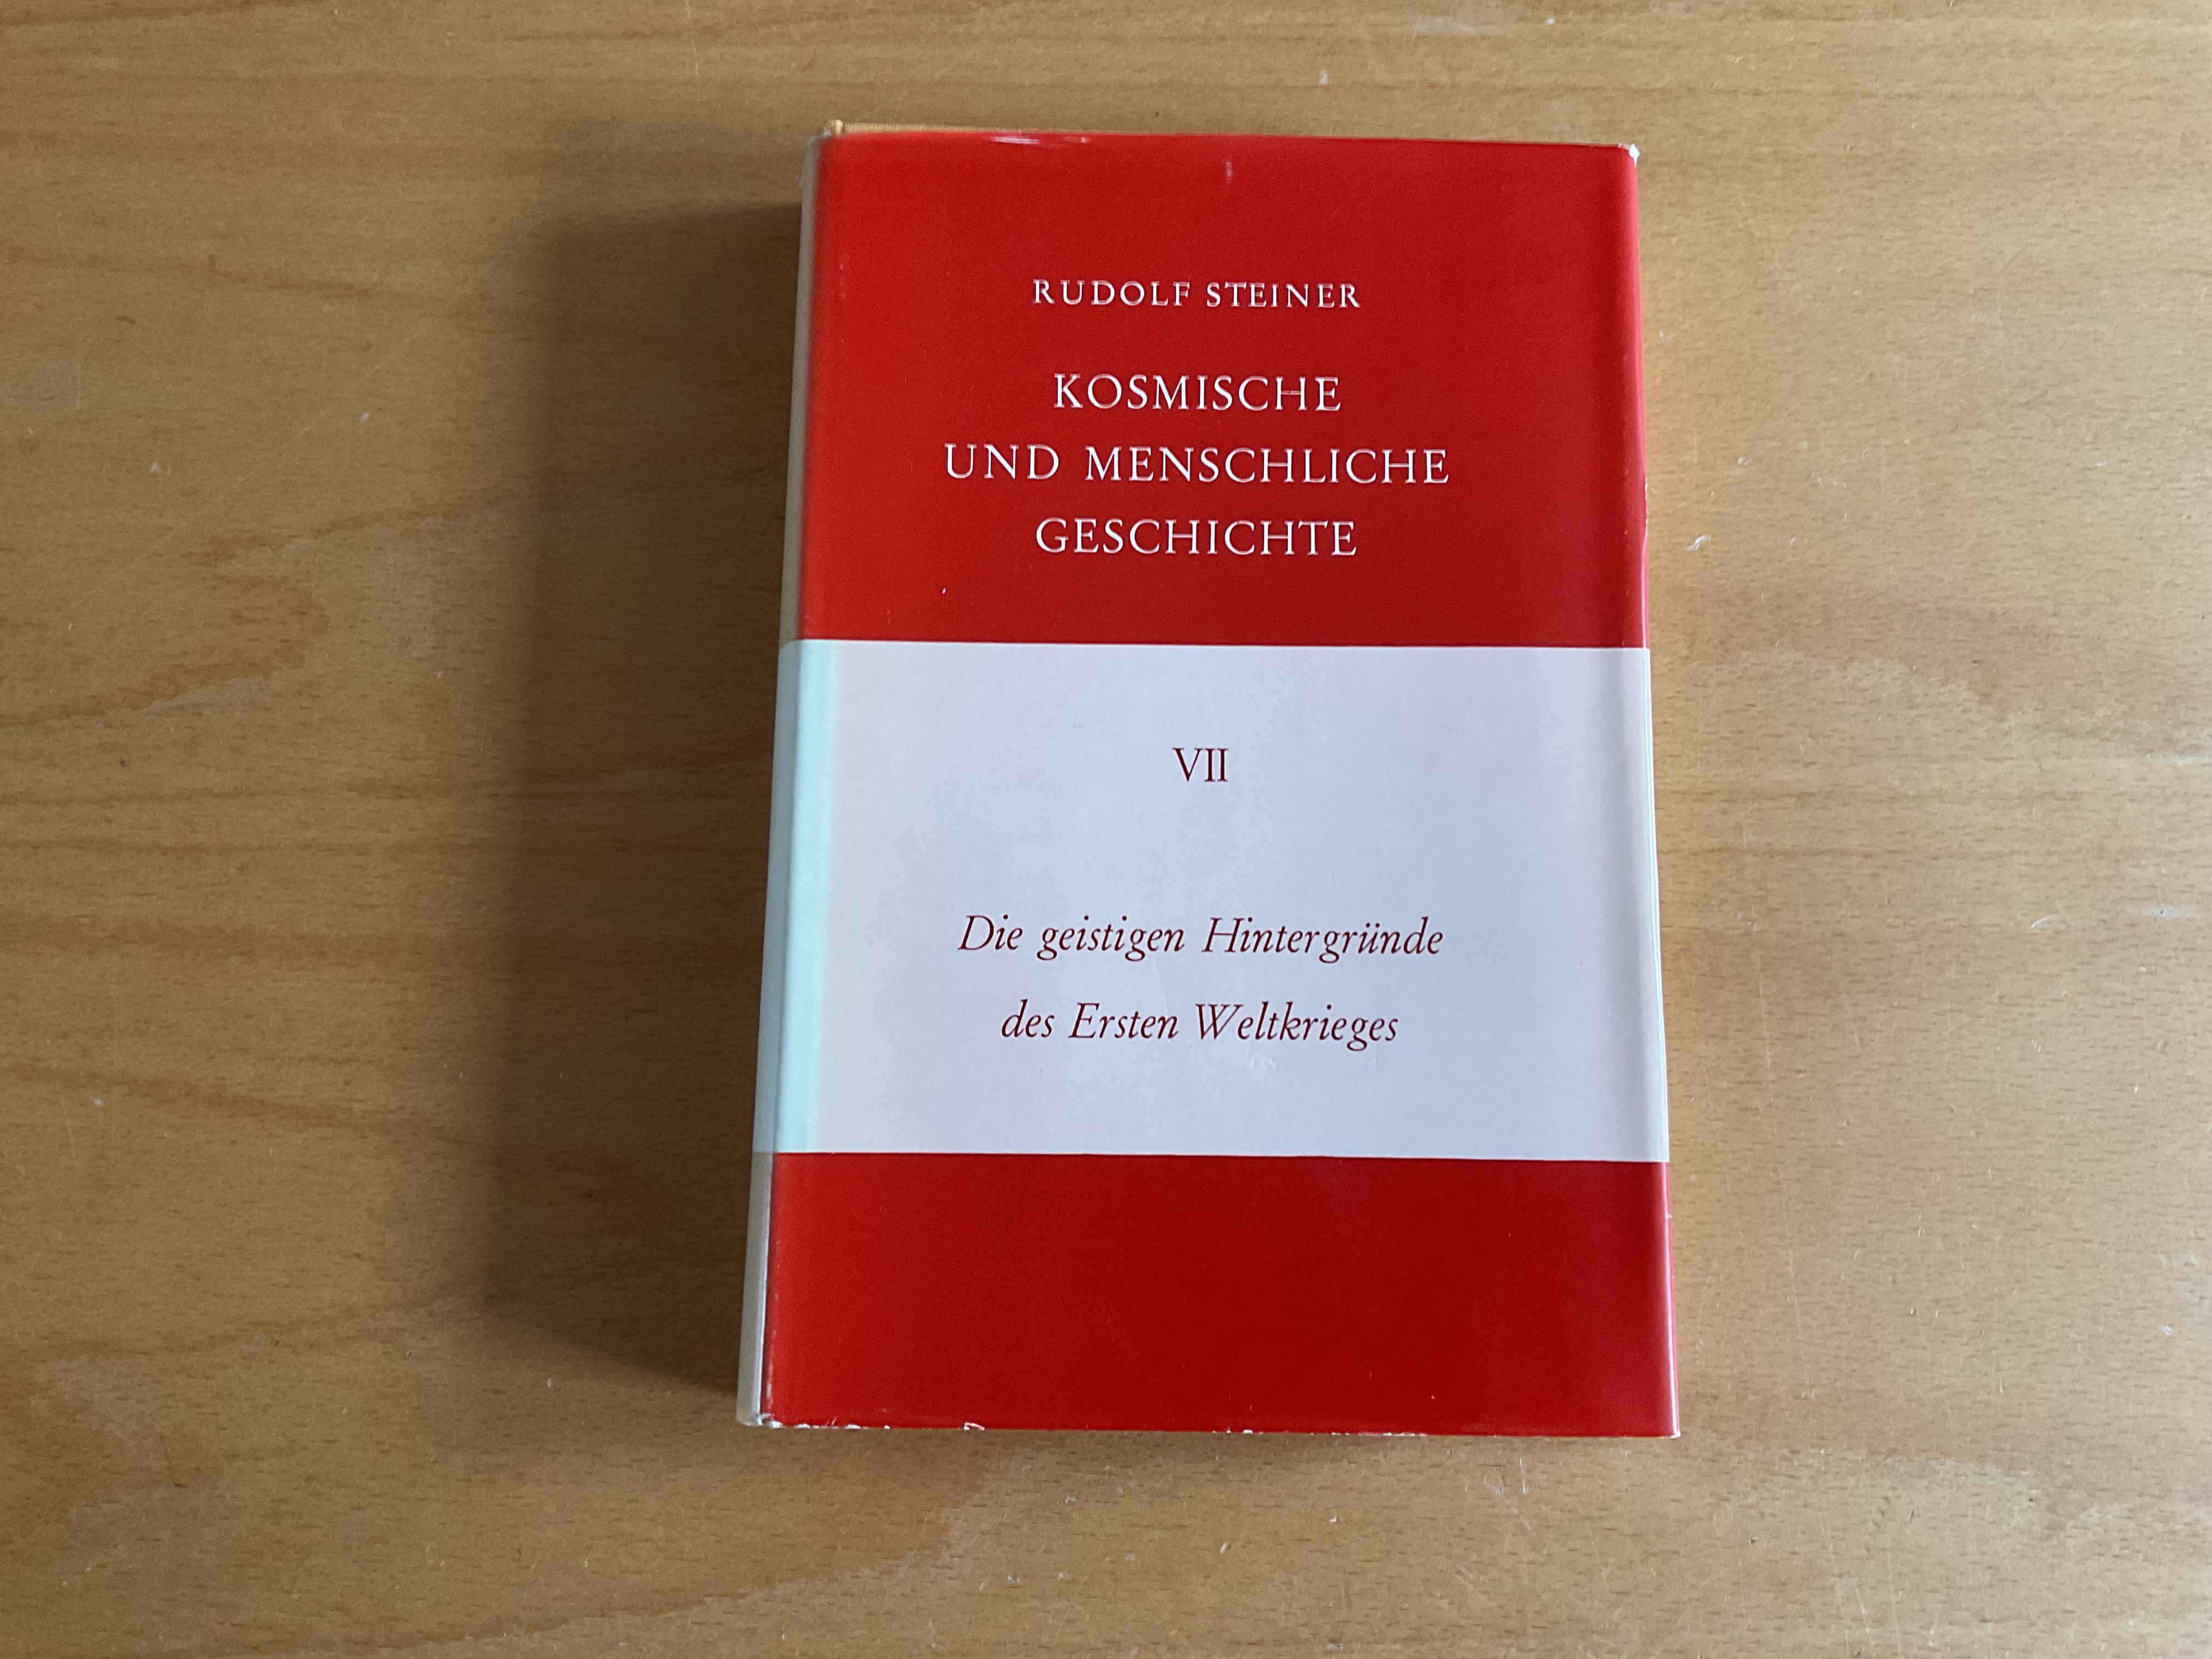 RUDOLF STEINER
KOSMISCHE
UND MENSCHLICHE
GESCHICHTE
VII
Die geistigen Hintergründe
des Ersten Weltkrieges